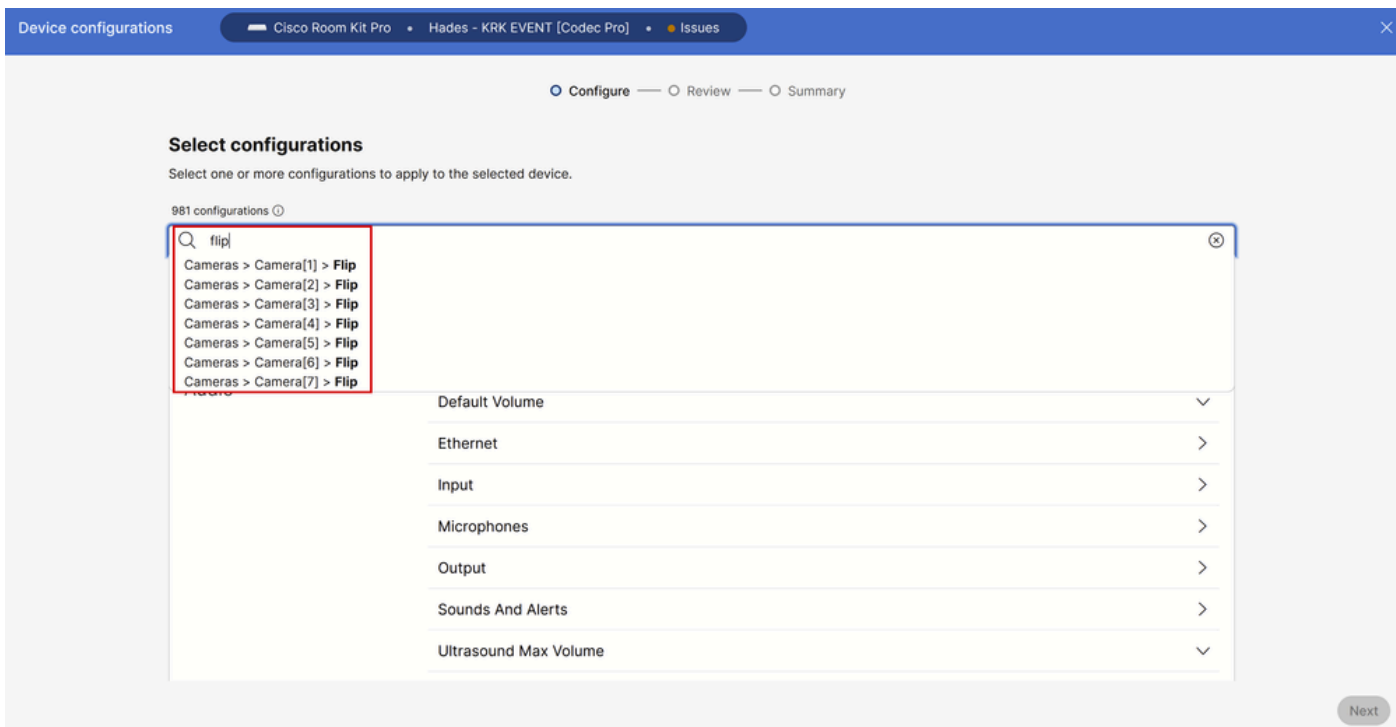 Device configurations
Cisco Room Kit Pro • Hades - KRK EVENT [Codec Pro] • Issues
Configure
Review
Summary
Select configurations
Select one or more configurations to apply to the selected device.
981 configurations
flip
Cameras > Camera[1] > Flip
Cameras > Camera[2] > Flip
Cameras > Camera[3] > Flip
Cameras > Camera[4] > Flip
Cameras > Camera[5] > Flip
Cameras > Camera[6] > Flip
Cameras > Camera[7] > Flip
Default Volume
Ethernet
Input
Microphones
Output
Sounds And Alerts
Ultrasound Max Volume
Next